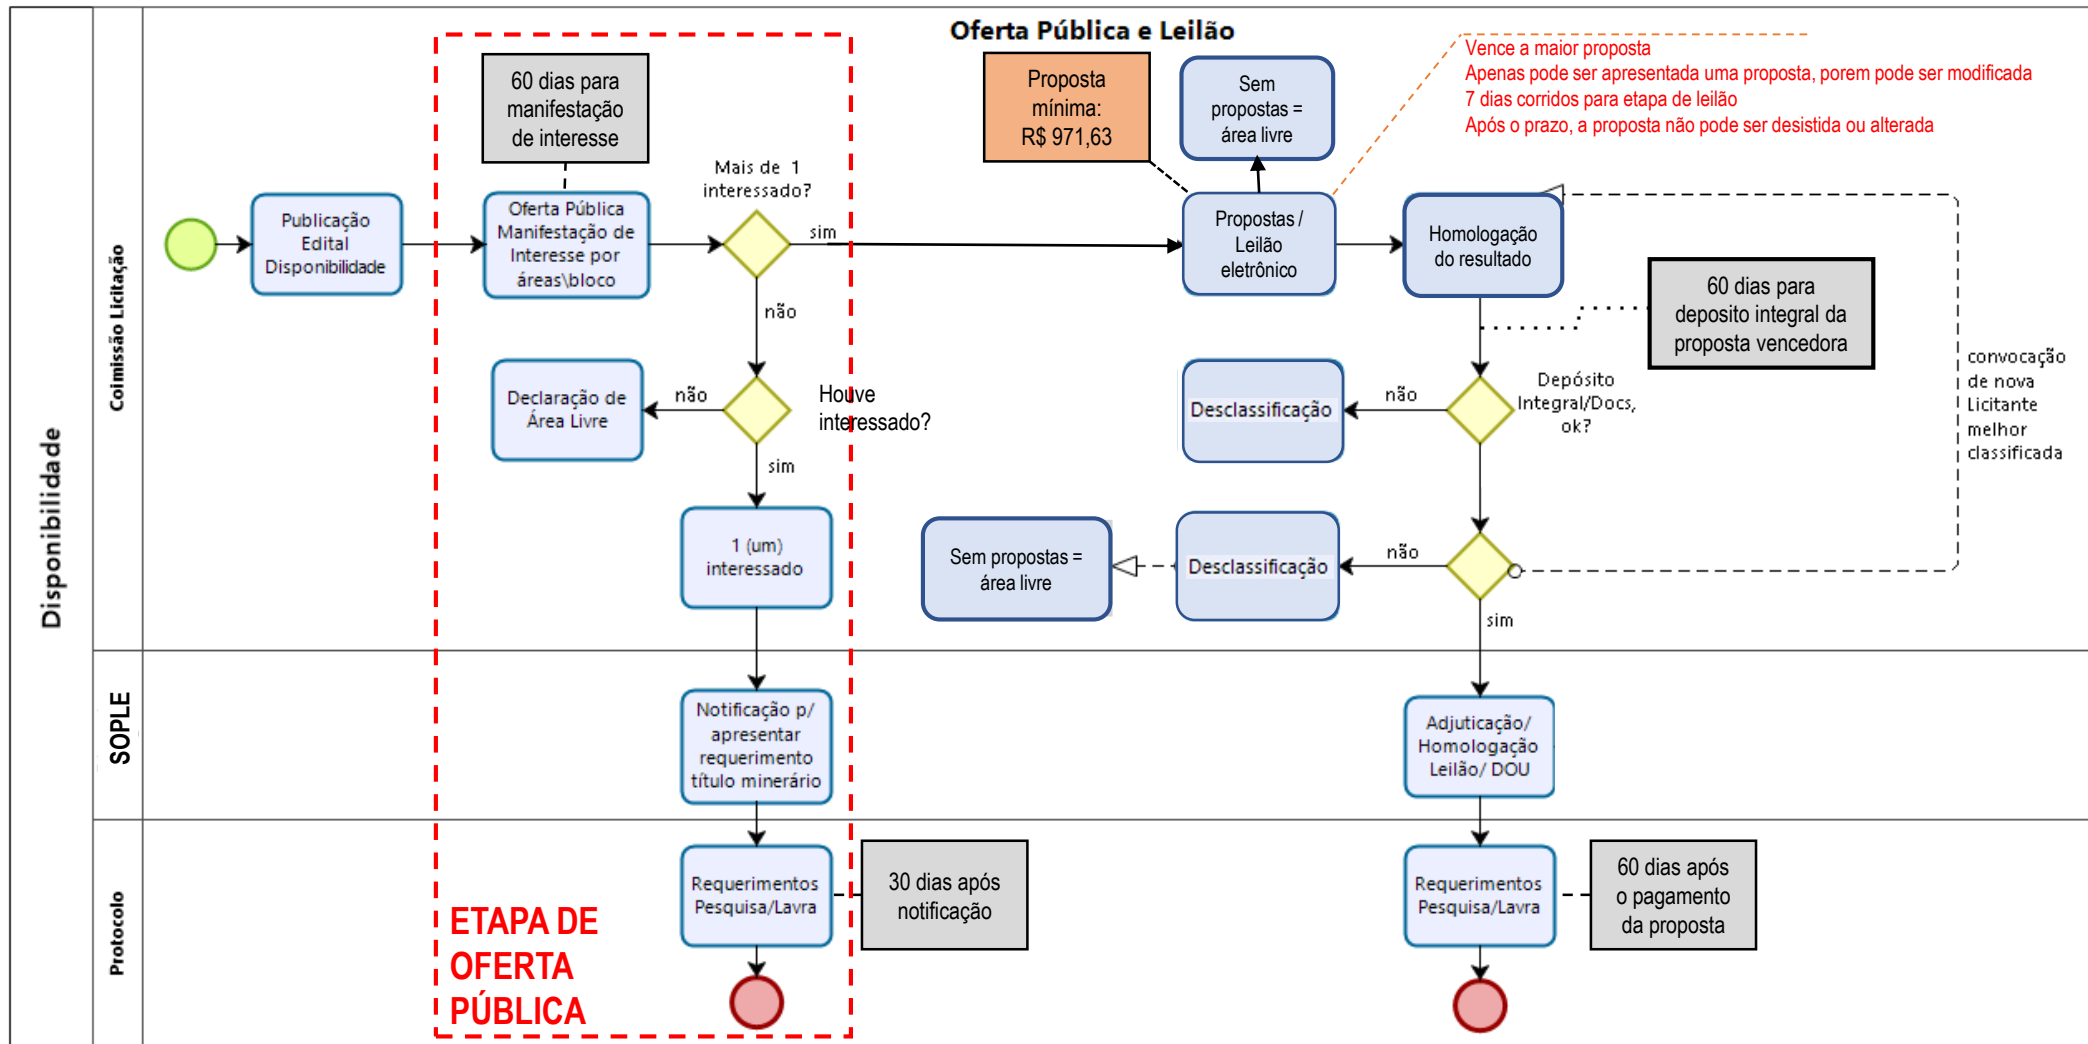 Oferta Pública e Leilão
Disponibilidade
Coimissão Licitação
SOPLE
Protocolo
Publicação
Edital
Disponibilidade
60 dias para
manifestação
de interesse
Oferta Pública
Manifestação de
Interesse por
áreas\bloco
Mais de 1
interessado?
sim
não
Declaração de
Área Livre
não
Houve
interessado?
sim
1 (um)
interessado
Notificação p/
apresentar
requerimento
título minerário
Requerimentos
Pesquisa/Lavra
30 dias após
notificação
ETAPA DE
OFERTA
PÚBLICA
Proposta
mínima:
R$ 971,63
Sem
propostas =
área livre
Vence a maior proposta
Apenas pode ser apresentada uma proposta, porem pode ser modificada
7 dias corridos para etapa de leilão
Após o prazo, a proposta não pode ser desistida ou alterada
Propostas /
Leilão
eletrônico
Homologação
do resultado
60 dias para
deposito integral da
proposta vencedora
Desclassificação
não
Depósito
Integral/Docs,
ok?
convocação
de nova
Licitante
melhor
classificada
Sem propostas =
área livre
Desclassificação
não
sim
Adjuticação/
Homologação
Leilão/ DOU
Requerimentos
Pesquisa/Lavra
60 dias após
o pagamento
da proposta